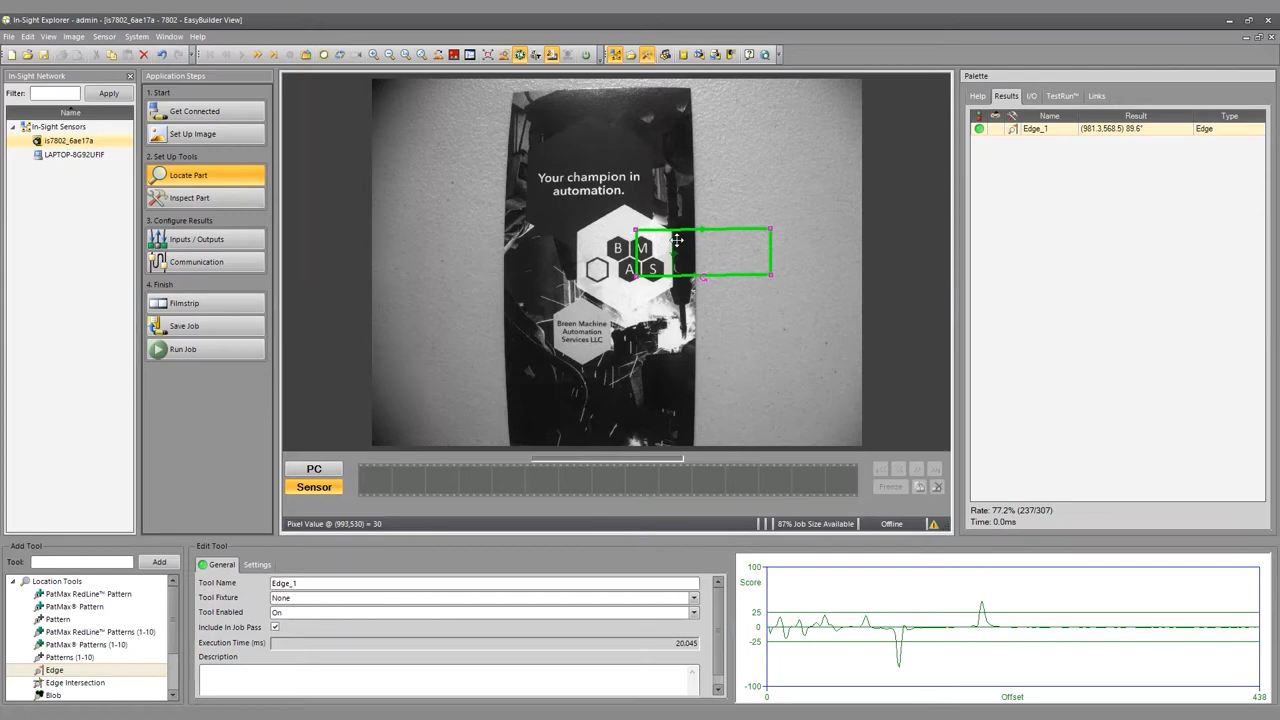 In-Sight Explorer - admin - [is7802_6ae17a - 7802 - EasyBuilder View]
File Edit View Image Sensor System Window Help
In-Sight Network
Filter: Apply
Name
In-Sight Sensors
is7802_6ae17a
LAPTOP-8G92UFIF
Application Steps
1. Start
Get Connected
Set Up Image
2. Set Up Tools
Locate Part
Inspect Part
3. Configure Results
Inputs / Outputs
Communication
4. Finish
Filmstrip
Save Job
Run Job
Your champion in
automation.
B M
A S
Breen Machine
Automation
Services LLC
PC
Sensor
Freeze
Pixel Value @ (993,530) = 30
87% Job Size Available
Offline
Palette
Help Results I/O TestRun™ Links
Name Result Type
Edge_1 (981.3,568.5) 89.6° Edge
Rate: 77.2% (237/307)
Time: 0.0ms
Add Tool
Tool: Add
Location Tools
PatMax RedLine™ Pattern
PatMax® Pattern
Pattern
PatMax RedLine™ Patterns (1-10)
PatMax® Patterns (1-10)
Patterns (1-10)
Edge
Edge Intersection
Blob
Edit Tool
General Settings
Tool Name Edge_1
Tool Fixture None
Tool Enabled On
Include In Job Pass
Execution Time (ms) 20.045
Description
100
Score
25
0
-25
-100
0 Offset 438